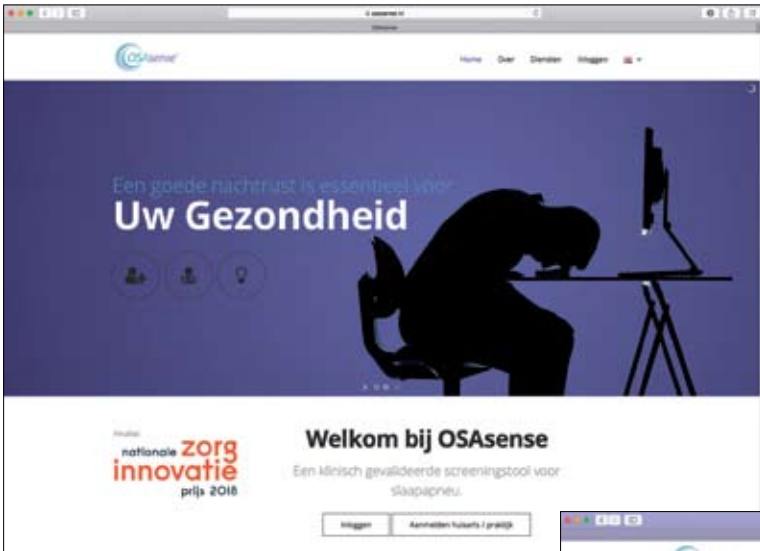 OSAsense
Home Over Diensten Inloggen
Een goede nachtrust is essentieel voor
Uw Gezondheid
nationale zorg
innovatie
prijs 2018
Welkom bij OSAsense
Een klinisch gevalideerde screeningstool voor
slaapapneu.
Inloggen Aanmelden huisarts / praktijk